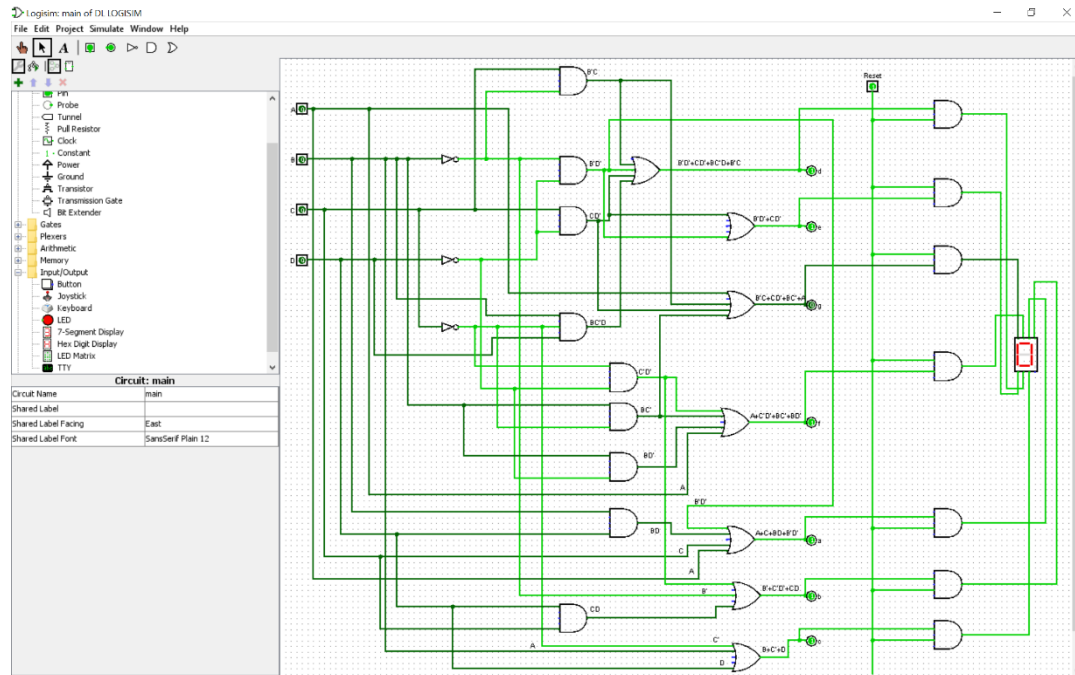 Logisim: main of DL LOGISIM
File Edit Project Simulate Window Help
A
Pin
Probe
Tunnel
Pull Resistor
Clock
1 Constant
Power
Ground
Transistor
Transmission Gate
Bit Extender
Gates
Plexers
Arithmetic
Memory
Input/Output
Button
Joystick
Keyboard
LED
7-Segment Display
Hex Digit Display
LED Matrix
TTY
Circuit: main
Circuit Name main
Shared Label
Shared Label Facing East
Shared Label Font SansSerif Plain 12
B'C
Reset
A
B
B'D'
B'D'+CD'+BC'D+B'C
d
C
CD'
B'D'+CD'
e
D
B'C+CD'+BC'+A
g
BC'D
C'D'
BC'
A+C'D'+BC'+BD'
f
BD'
A
B'D'
BD
A+C+BD+B'D'
a
C
A
B'
B'+C'D'+CD
b
CD
A
C'
B+C'+D
c
D